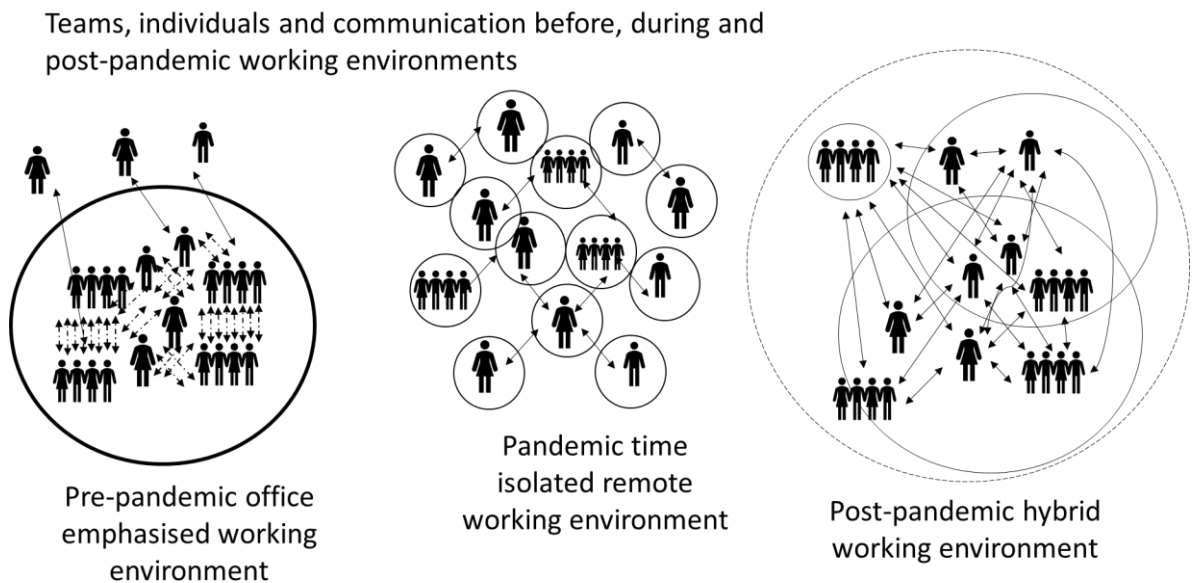 Teams, individuals and communication before, during and
post-pandemic working environments
Pre-pandemic office
emphasised working
environment
Pandemic time
isolated remote
working environment
Post-pandemic hybrid
working environment